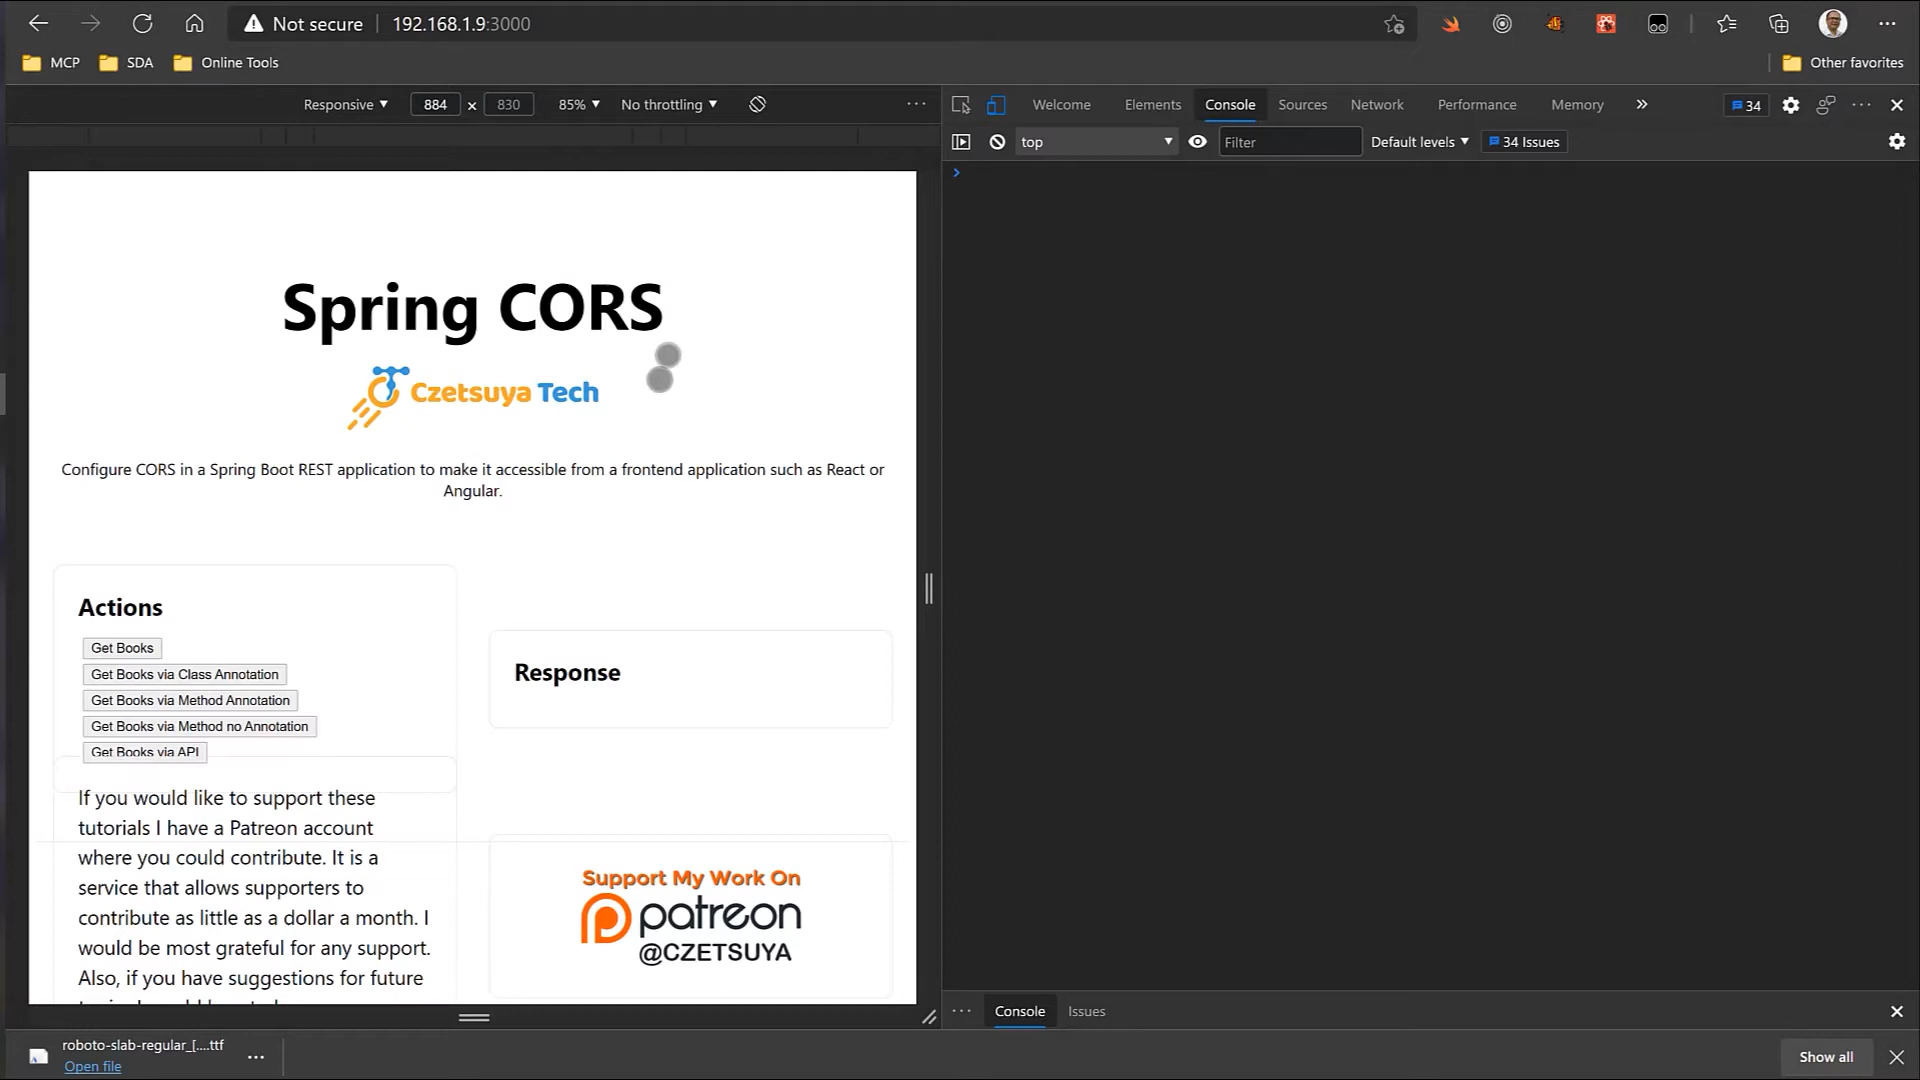 Not secure
192.168.1.9:3000
MCP
SDA
Online Tools
Other favorites
Responsive
884
×
830
85%
No throttling
Welcome
Elements
Console
Sources
Network
Performance
Memory
34
top
Filter
Default levels
34 Issues
Spring CORS
Czetsuya Tech
Configure CORS in a Spring Boot REST application to make it accessible from a frontend application such as React or
Angular.
Actions
Get Books
Get Books via Class Annotation
Get Books via Method Annotation
Get Books via Method no Annotation
Get Books via API
Response
If you would like to support these
tutorials I have a Patreon account
where you could contribute. It is a
service that allows supporters to
contribute as little as a dollar a month. I
would be most grateful for any support.
Also, if you have suggestions for future
Support My Work On
patreon
@CZETSUYA
Console
Issues
roboto-slab-regular_[....ttf
Open file
Show all